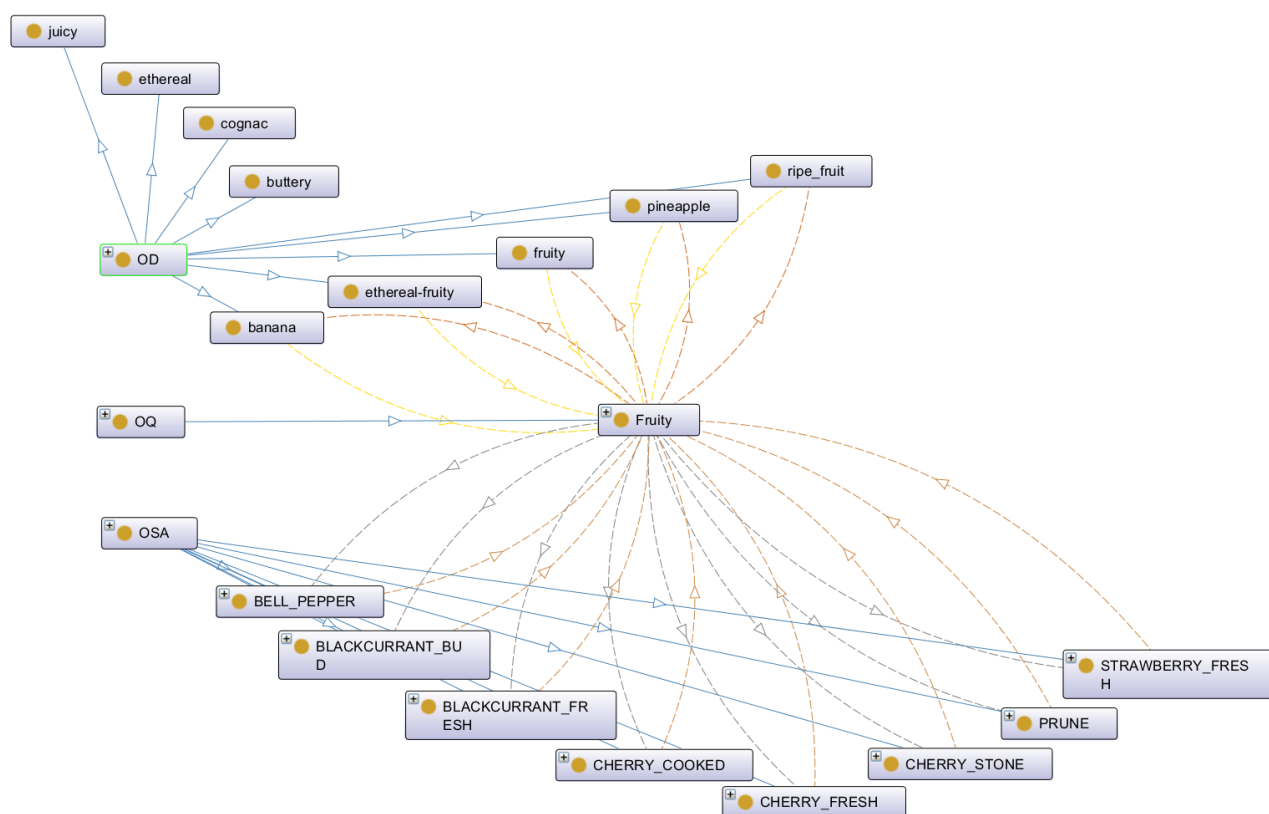 juicy
ethereal
cognac
buttery
ripe_fruit
pineapple
OD
fruity
ethereal-fruity
banana
OQ
Fruity
OSA
BELL_PEPPER
BLACKCURRANT_BU
D
BLACKCURRANT_FR
ESH
CHERRY_COOKED
CHERRY_FRESH
CHERRY_STONE
PRUNE
STRAWBERRY_FRES
H